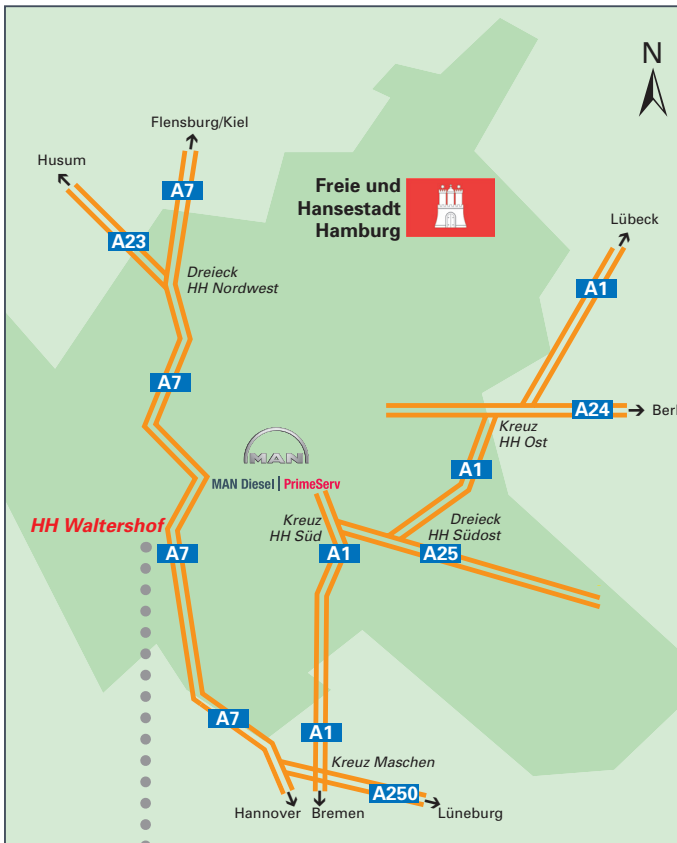 N
Flensburg/Kiel
Husum
A7
Freie und
Hansestadt
Hamburg
Lübeck
A23
Dreieck
HH Nordwest
A1
A7
A24
Berl
Kreuz
HH Ost
MAN
A1
MAN Diesel | PrimeServ
HH Waltershof
Kreuz
HH Süd
Dreieck
HH Südost
A7
A1
A25
A7
A1
Kreuz Maschen
A250
Hannover
Bremen
Lüneburg